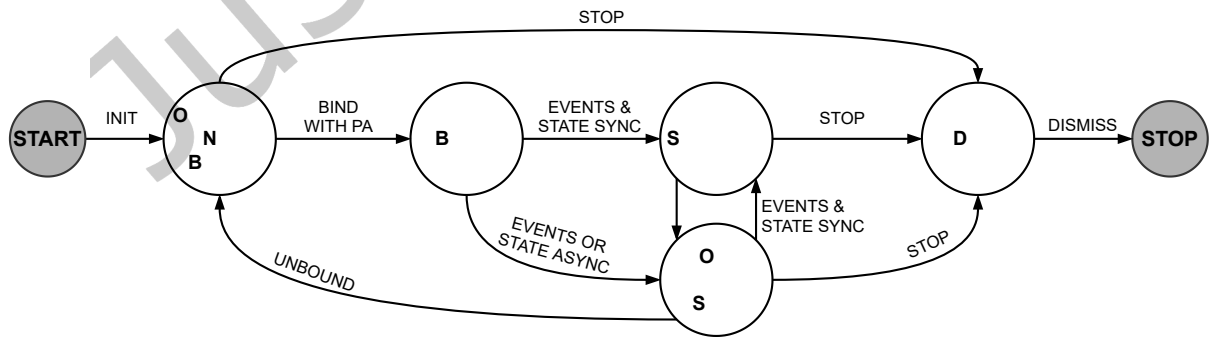 STOP
START
INIT
O
N
B
BIND
WITH PA
B
EVENTS &
STATE SYNC
S
STOP
D
DISMISS
STOP
EVENTS OR
STATE ASYNC
EVENTS &
STATE SYNC
O
S
STOP
UNBOUND
Jus